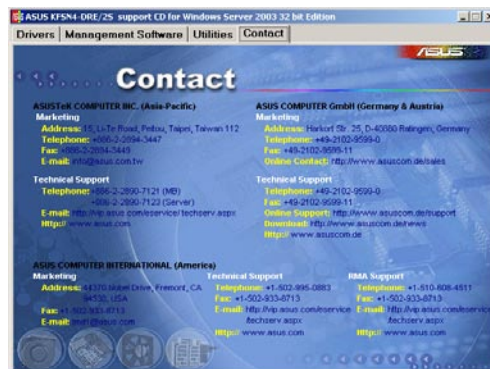 ASUS KFSN4-DRE/2S support CD for Windows Server 2003 32 bit Edition
Drivers Management Software Utilities Contact
ASUS
Contact
ASUSTeK COMPUTER INC. (Asia-Pacific)
Marketing
Address: 15, Li-Te Road, Peitou, Taipei, Taiwan 112
Telephone: +886-2-2894-3447
Fax: +886-2-2894-3449
E-mail: info@asus.com.tw
Technical Support
Telephone: +886-2-2890-7121 (MB)
+886-2-2890-7123 (Server)
E-mail: http://vip.asus.com/eservice/techserv.aspx
Http:// www.asus.com
ASUS COMPUTER GmbH (Germany & Austria)
Marketing
Address: Harkort Str. 25, D-40880 Ratingen, Germany
Telephone: +49-2102-9599-0
Fax: +49-2102-9599-11
Online Contact: http://www.asuscom.de/sales
Technical Support
Telephone: +49-2102-9599-0
Fax: +49-2102-9599-11
Online Support: http://www.asuscom.de/support
Download: http://www.asuscom.de/news
Http:// www.asuscom.de
ASUS COMPUTER INTERNATIONAL (America)
Marketing
Address: 44370 Nobel Drive, Fremont, CA
94538, USA
Fax: +1-502-933-8713
E-mail: tmd1@asus.com
Technical Support
Telephone: +1-502-995-0883
Fax: +1-502-933-8713
E-mail: http://vip.asus.com/eservice
/techserv.aspx
Http:// www.asus.com
RMA Support
Telephone: +1-510-608-4511
Fax: +1-502-933-8713
E-mail: http://vip.asus.com/eservice
/techserv.aspx
Http:// www.asus.com